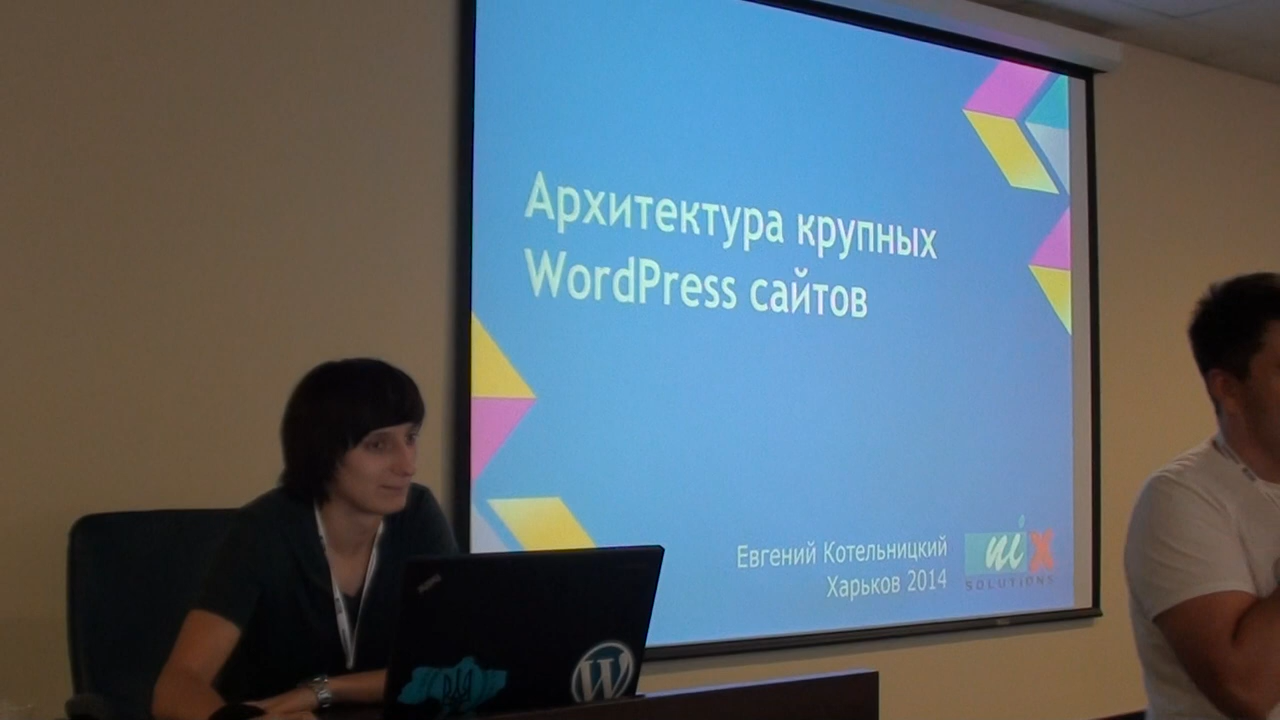 Архитектура крупных
WordPress сайтов
Евгений Котельницкий
Харьков 2014
nix
SOLUTIONS
W